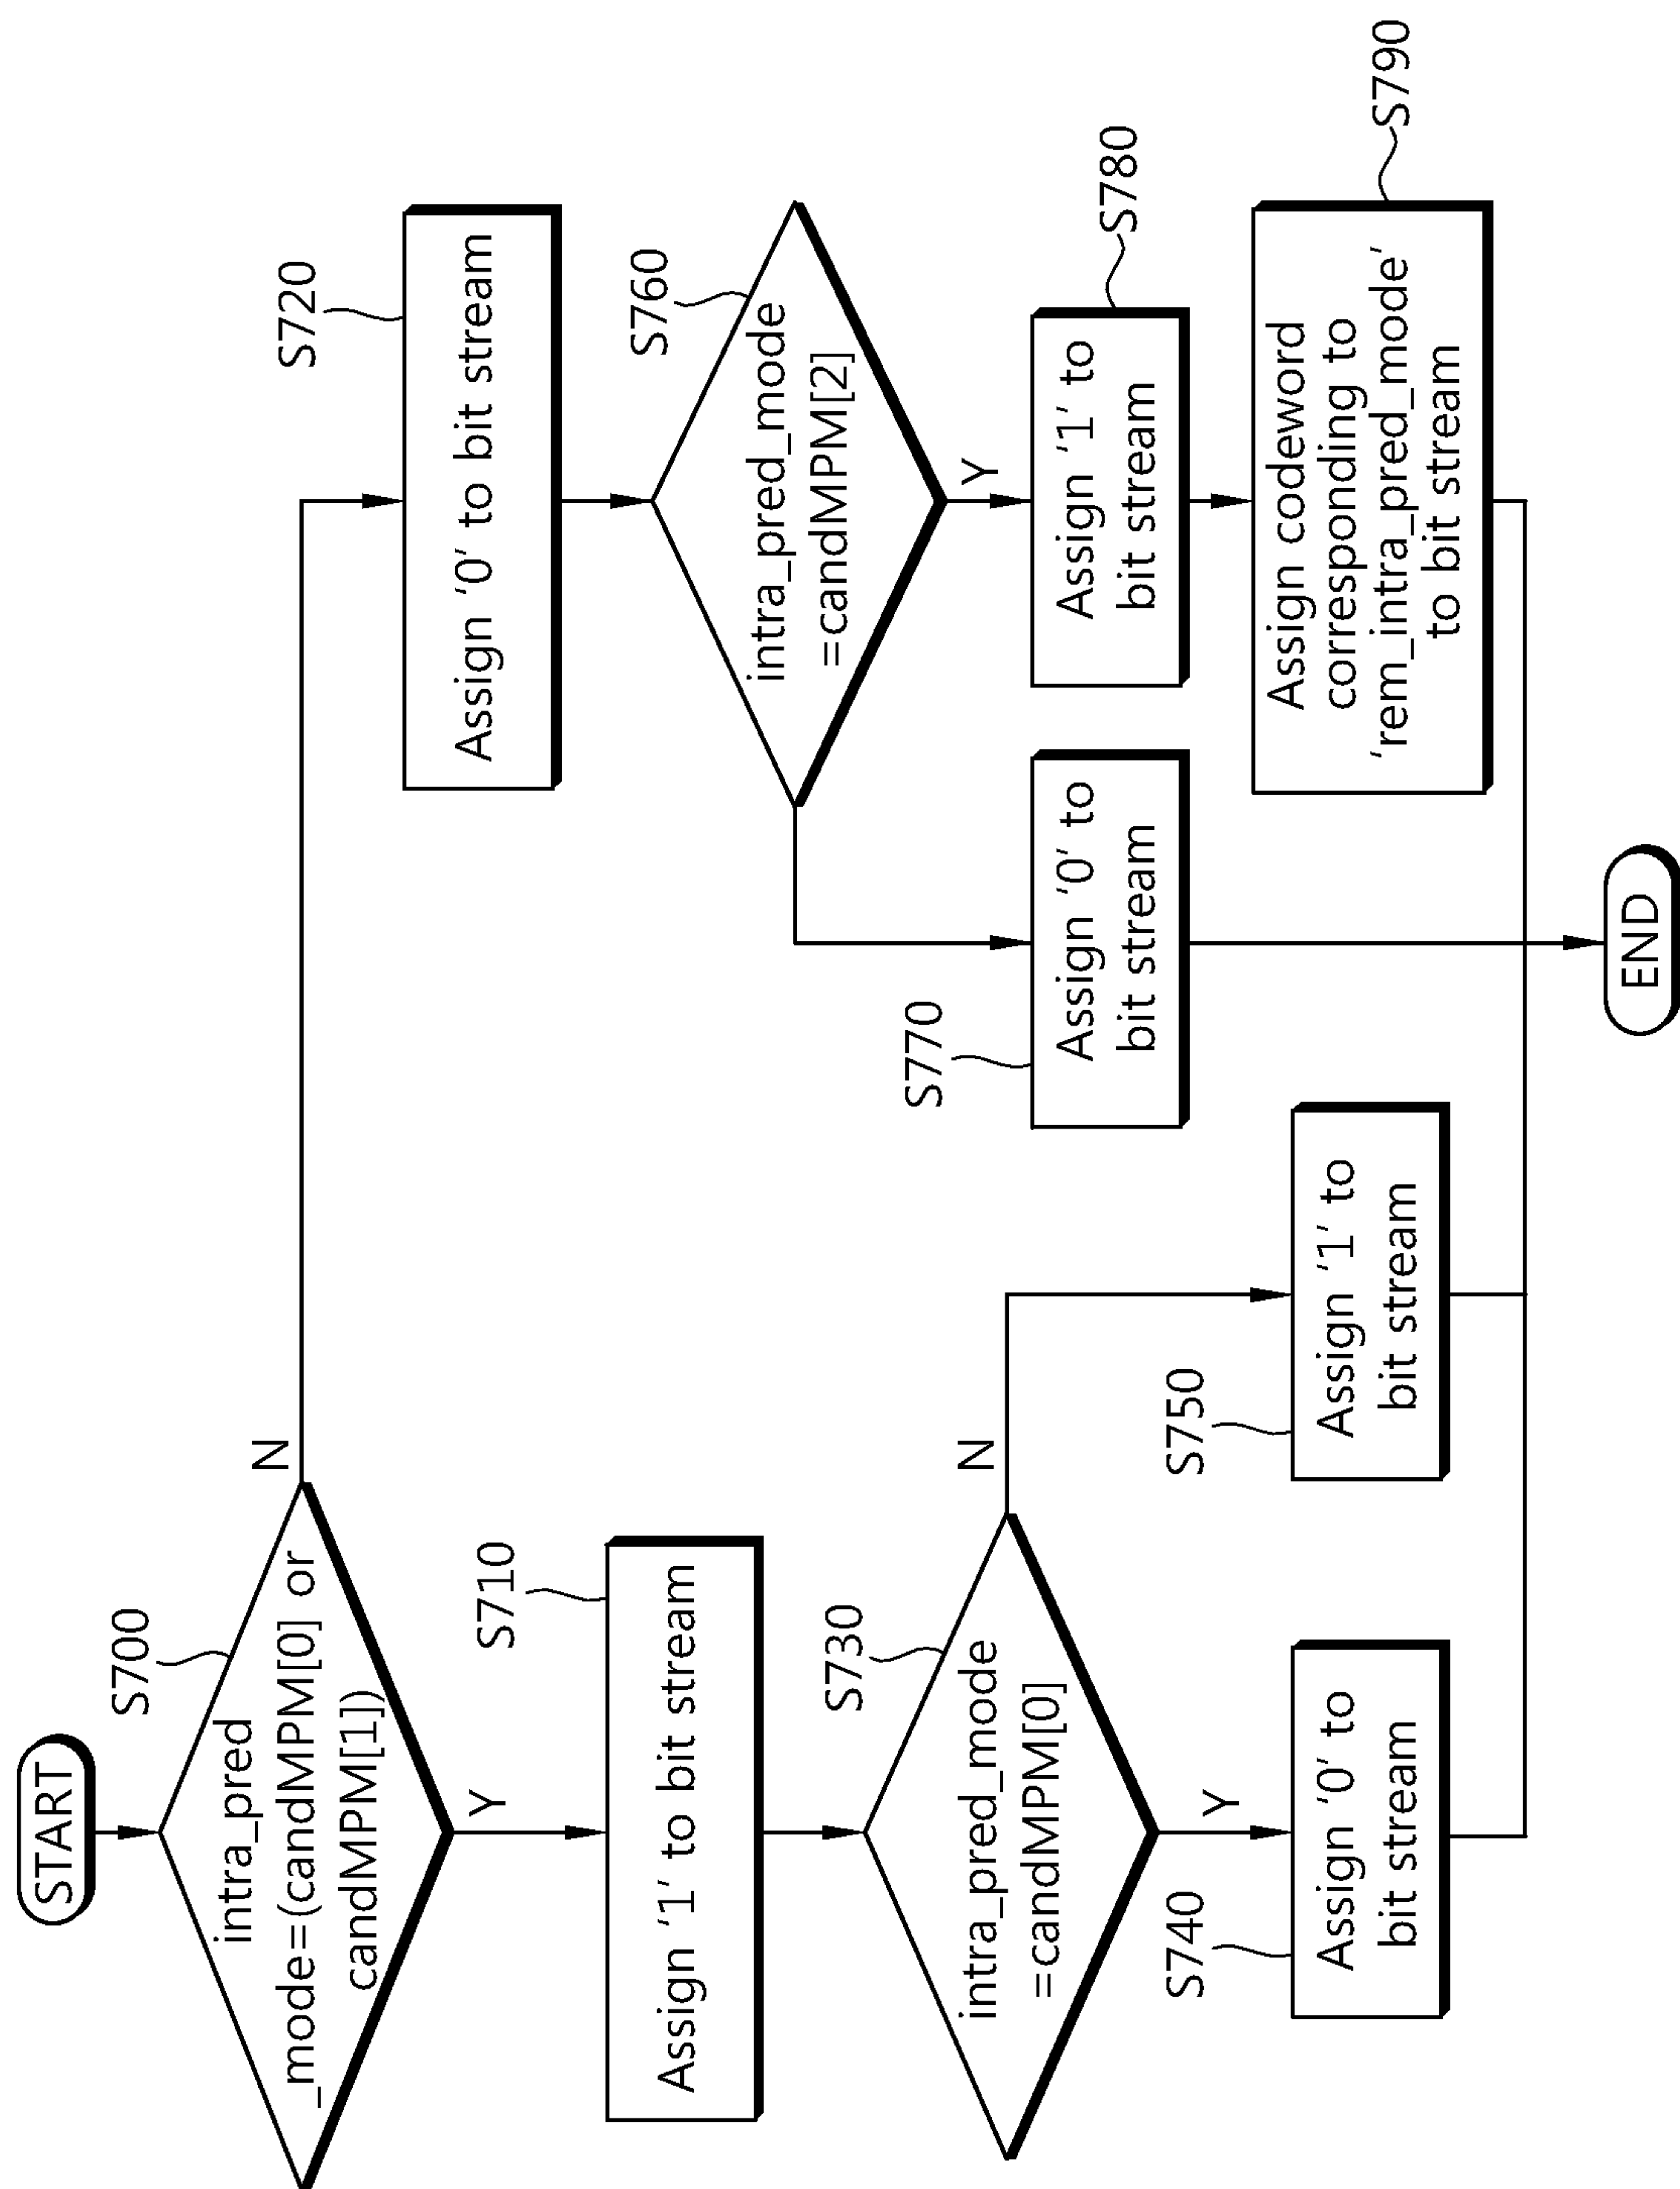 START
S700
intra_pred
_mode=(candMPM[0] or
candMPM[1])
N
Y
S710
Assign ‘1’ to bit stream
S720
Assign ‘0’ to bit stream
S730
intra_pred_mode
=candMPM[0]
N
Y
S740
Assign ‘0’ to
bit stream
S750
Assign ‘1’ to
bit stream
S760
intra_pred_mode
=candMPM[2]
Y
S770
Assign ‘0’ to
bit stream
S780
Assign ‘1’ to
bit stream
S790
Assign codeword
corresponding to
‘rem_intra_pred_mode’
to bit stream
END